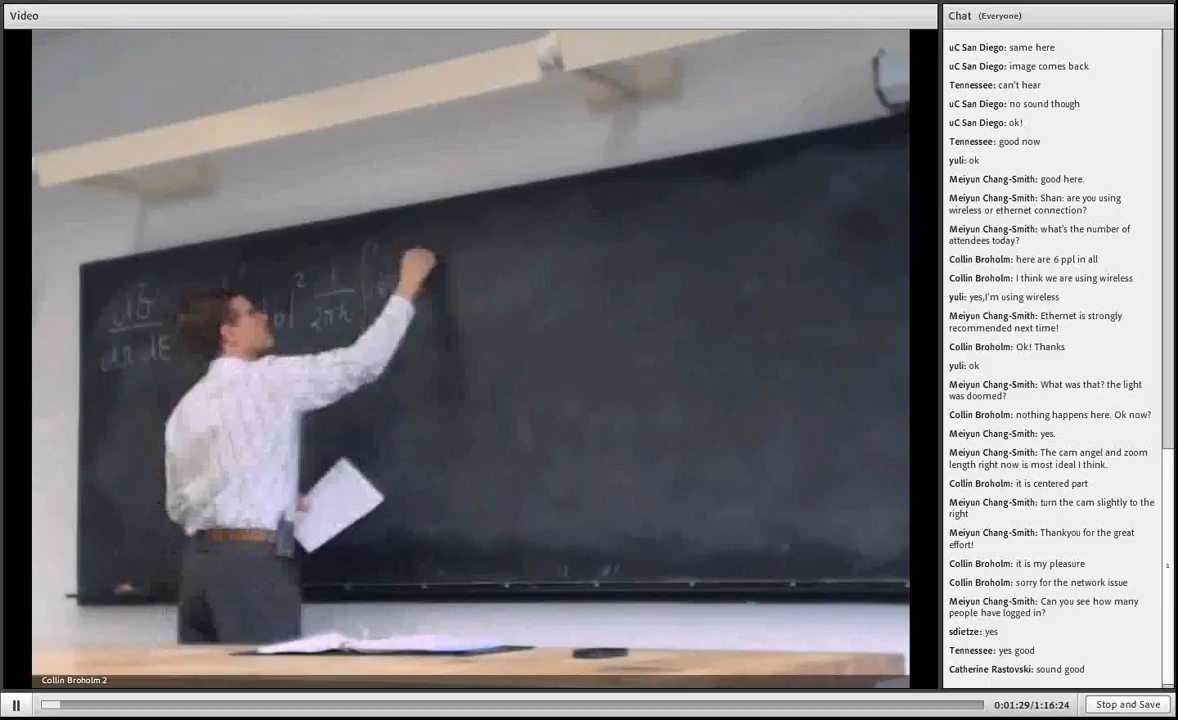 Video
Chat (Everyone)
uC San Diego: same here
uC San Diego: image comes back
Tennessee: can't hear
uC San Diego: no sound though
uC San Diego: ok!
Tennessee: good now
yuli: ok
Meiyun Chang-Smith: good here.
Meiyun Chang-Smith: Shan: are you using
wireless or ethernet connection?
Meiyun Chang-Smith: what's the number of
attendees today?
Collin Broholm: here are 6 ppl in all
Collin Broholm: I think we are using wireless
yuli: yes,I'm using wireless
Meiyun Chang-Smith: Ethernet is strongly
recommended next time!
Collin Broholm: Ok! Thanks
yuli: ok
Meiyun Chang-Smith: What was that? the light
was doomed?
Collin Broholm: nothing happens here. Ok now?
Meiyun Chang-Smith: yes.
Meiyun Chang-Smith: The cam angel and zoom
length right now is most ideal I think.
Collin Broholm: it is centered part
Meiyun Chang-Smith: turn the cam slightly to the
right
Meiyun Chang-Smith: Thankyou for the great
effort!
Collin Broholm: it is my pleasure
Collin Broholm: sorry for the network issue
Meiyun Chang-Smith: Can you see how many
people have logged in?
sdietze: yes
Tennessee: yes good
Catherine Rastovski: sound good
dσ
dΩ dE
2
1
2πħ
Collin Broholm 2
0:01:29/1:16:24
Stop and Save